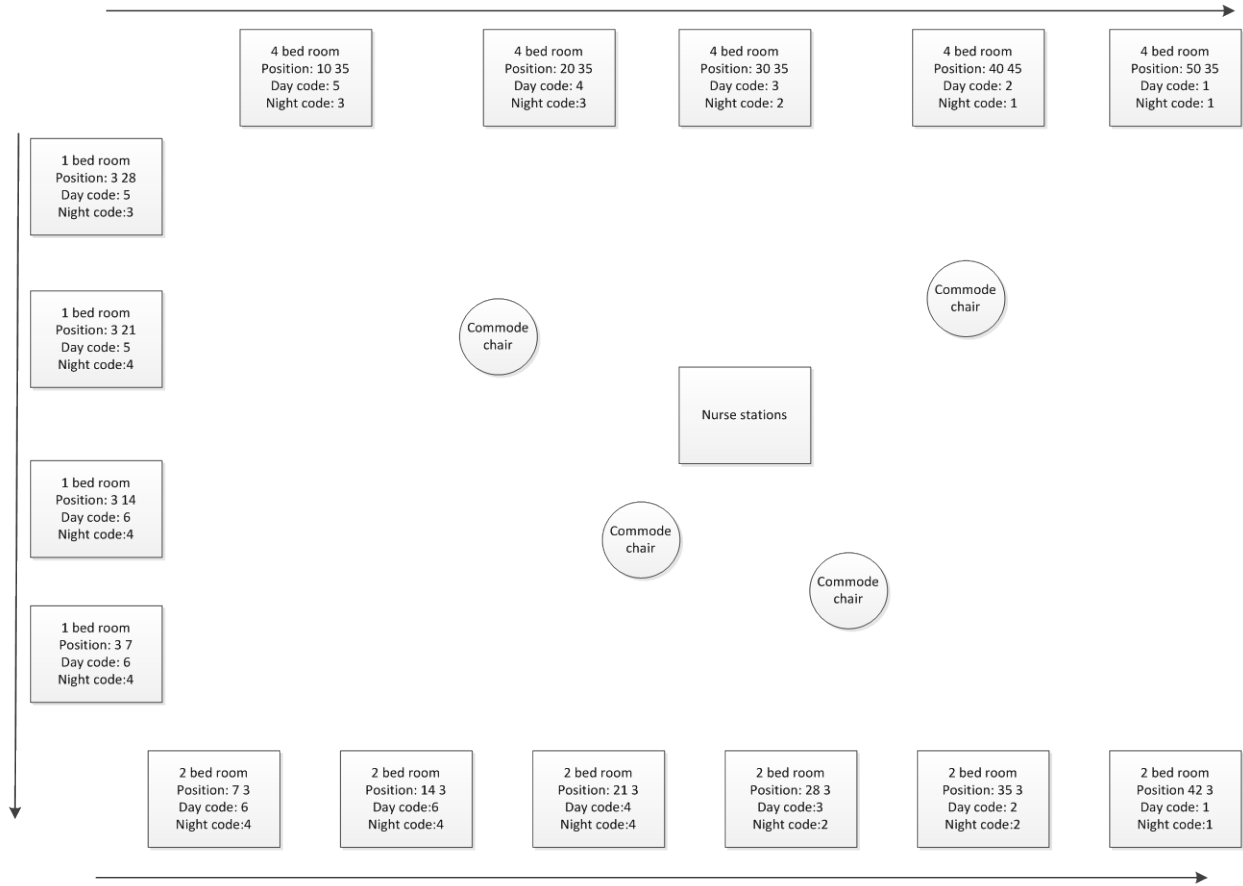 4 bed room
Position: 10 35
Day code: 5
Night code: 3
4 bed room
Position: 20 35
Day code: 4
Night code:3
4 bed room
Position: 30 35
Day code: 3
Night code: 2
4 bed room
Position: 40 45
Day code: 2
Night code: 1
4 bed room
Position: 50 35
Day code: 1
Night code: 1
1 bed room
Position: 3 28
Day code: 5
Night code:3
1 bed room
Position: 3 21
Day code: 5
Night code:4
1 bed room
Position: 3 14
Day code: 6
Night code:4
1 bed room
Position: 3 7
Day code: 6
Night code:4
Commode
chair
Commode
chair
Nurse stations
Commode
chair
Commode
chair
2 bed room
Position: 7 3
Day code: 6
Night code:4
2 bed room
Position: 14 3
Day code:6
Night code:4
2 bed room
Position: 21 3
Day code:4
Night code:4
2 bed room
Position: 28 3
Day code:3
Night code:2
2 bed room
Position: 35 3
Day code: 2
Night code:2
2 bed room
Position 42 3
Day code: 1
Night code:1